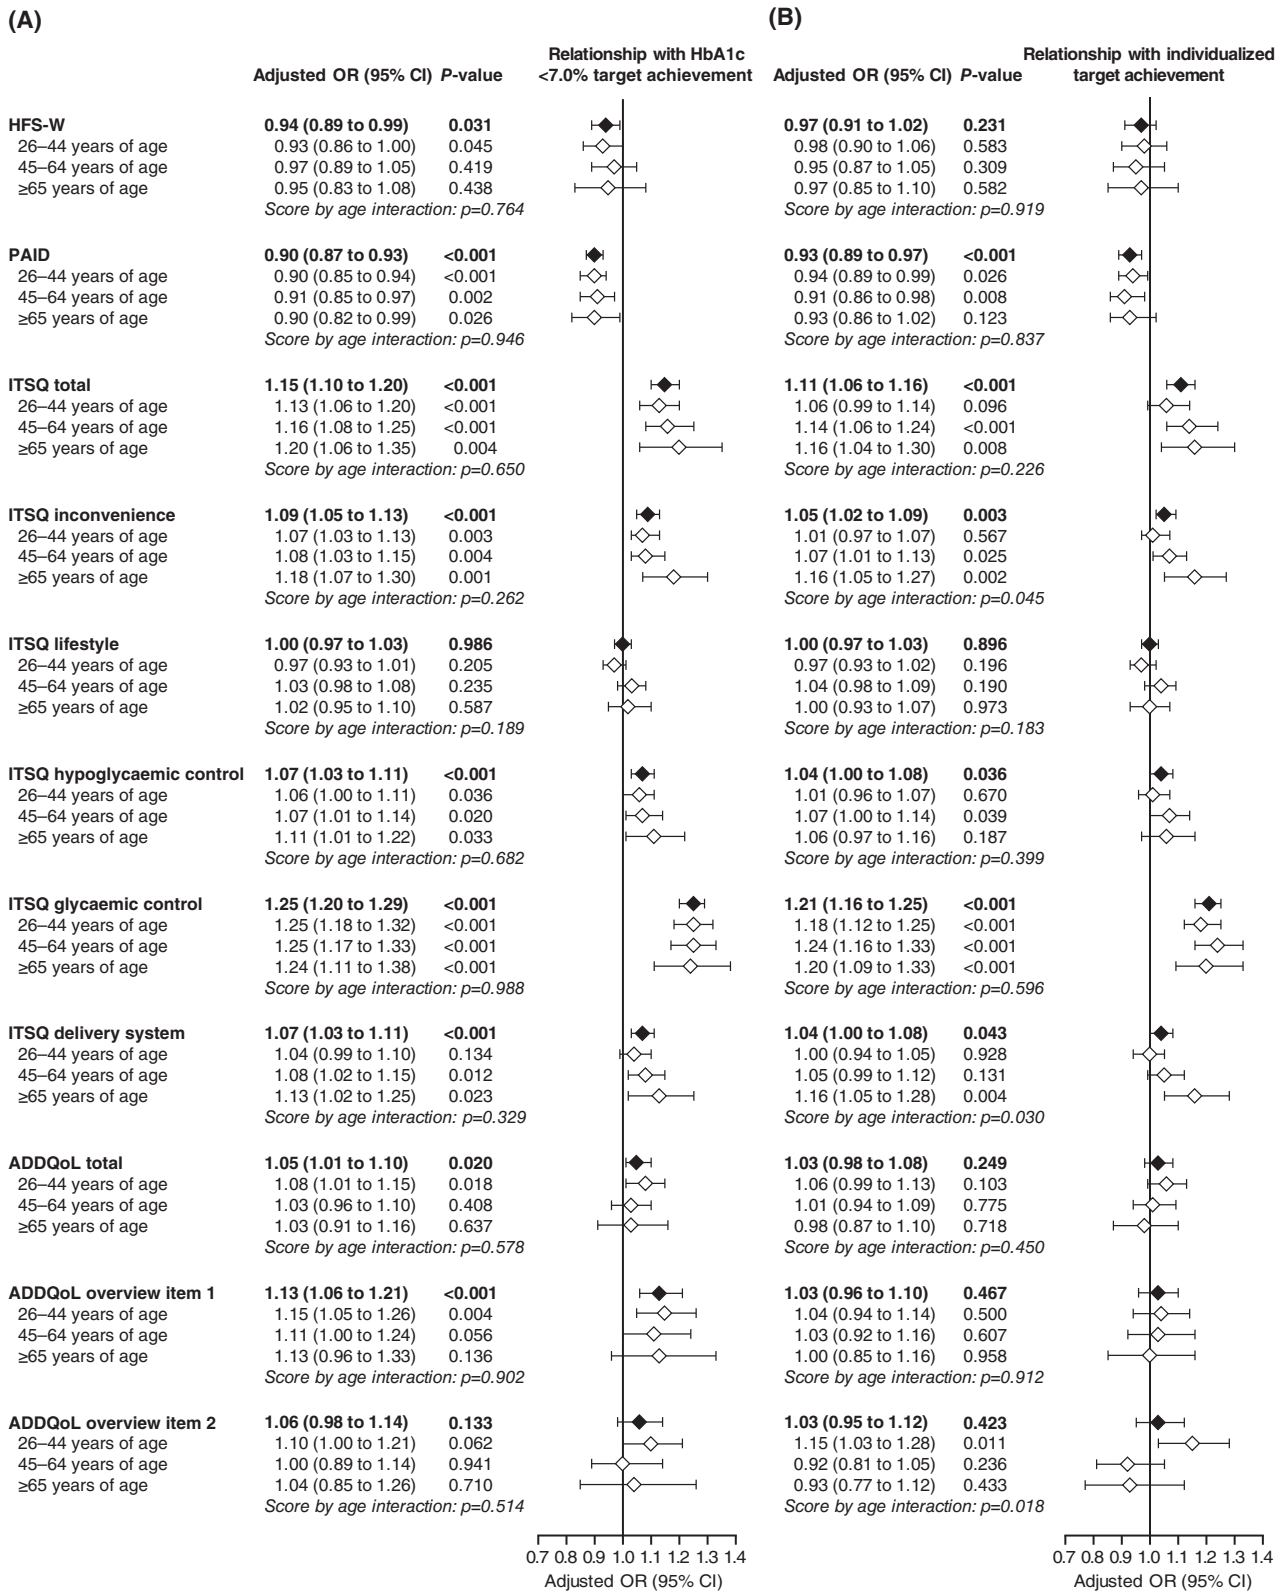 (A)
(B)
Relationship with HbA1c
Relationship with individualized
Adjusted OR (95% CI) P-value <7.0% target achievement Adjusted OR (95% CI) P-value target achievement
HFS-W 0.94 (0.89 to 0.99) 0.031 0.97 (0.91 to 1.02) 0.231
26–44 years of age 0.93 (0.86 to 1.00) 0.045 0.98 (0.90 to 1.06) 0.583
45–64 years of age 0.97 (0.89 to 1.05) 0.419 0.95 (0.87 to 1.05) 0.309
≥65 years of age 0.95 (0.83 to 1.08) 0.438 0.97 (0.85 to 1.10) 0.582
Score by age interaction: p=0.764 Score by age interaction: p=0.919
PAID 0.90 (0.87 to 0.93) <0.001 0.93 (0.89 to 0.97) <0.001
26–44 years of age 0.90 (0.85 to 0.94) <0.001 0.94 (0.89 to 0.99) 0.026
45–64 years of age 0.91 (0.85 to 0.97) 0.002 0.91 (0.86 to 0.98) 0.008
≥65 years of age 0.90 (0.82 to 0.99) 0.026 0.93 (0.86 to 1.02) 0.123
Score by age interaction: p=0.946 Score by age interaction: p=0.837
ITSQ total 1.15 (1.10 to 1.20) <0.001 1.11 (1.06 to 1.16) <0.001
26–44 years of age 1.13 (1.06 to 1.20) <0.001 1.06 (0.99 to 1.14) 0.096
45–64 years of age 1.16 (1.08 to 1.25) <0.001 1.14 (1.06 to 1.24) <0.001
≥65 years of age 1.20 (1.06 to 1.35) 0.004 1.16 (1.04 to 1.30) 0.008
Score by age interaction: p=0.650 Score by age interaction: p=0.226
ITSQ inconvenience 1.09 (1.05 to 1.13) <0.001 1.05 (1.02 to 1.09) 0.003
26–44 years of age 1.07 (1.03 to 1.13) 0.003 1.01 (0.97 to 1.07) 0.567
45–64 years of age 1.08 (1.03 to 1.15) 0.004 1.07 (1.01 to 1.13) 0.025
≥65 years of age 1.18 (1.07 to 1.30) 0.001 1.16 (1.05 to 1.27) 0.002
Score by age interaction: p=0.262 Score by age interaction: p=0.045
ITSQ lifestyle 1.00 (0.97 to 1.03) 0.986 1.00 (0.97 to 1.03) 0.896
26–44 years of age 0.97 (0.93 to 1.01) 0.205 0.97 (0.93 to 1.02) 0.196
45–64 years of age 1.03 (0.98 to 1.08) 0.235 1.04 (0.98 to 1.09) 0.190
≥65 years of age 1.02 (0.95 to 1.10) 0.587 1.00 (0.93 to 1.07) 0.973
Score by age interaction: p=0.189 Score by age interaction: p=0.183
ITSQ hypoglycaemic control 1.07 (1.03 to 1.11) <0.001 1.04 (1.00 to 1.08) 0.036
26–44 years of age 1.06 (1.00 to 1.11) 0.036 1.01 (0.96 to 1.07) 0.670
45–64 years of age 1.07 (1.01 to 1.14) 0.020 1.07 (1.00 to 1.14) 0.039
≥65 years of age 1.11 (1.01 to 1.22) 0.033 1.06 (0.97 to 1.16) 0.187
Score by age interaction: p=0.682 Score by age interaction: p=0.399
ITSQ glycaemic control 1.25 (1.20 to 1.29) <0.001 1.21 (1.16 to 1.25) <0.001
26–44 years of age 1.25 (1.18 to 1.32) <0.001 1.18 (1.12 to 1.25) <0.001
45–64 years of age 1.25 (1.17 to 1.33) <0.001 1.24 (1.16 to 1.33) <0.001
≥65 years of age 1.24 (1.11 to 1.38) <0.001 1.20 (1.09 to 1.33) <0.001
Score by age interaction: p=0.988 Score by age interaction: p=0.596
ITSQ delivery system 1.07 (1.03 to 1.11) <0.001 1.04 (1.00 to 1.08) 0.043
26–44 years of age 1.04 (0.99 to 1.10) 0.134 1.00 (0.94 to 1.05) 0.928
45–64 years of age 1.08 (1.02 to 1.15) 0.012 1.05 (0.99 to 1.12) 0.131
≥65 years of age 1.13 (1.02 to 1.25) 0.023 1.16 (1.05 to 1.28) 0.004
Score by age interaction: p=0.329 Score by age interaction: p=0.030
ADDQoL total 1.05 (1.01 to 1.10) 0.020 1.03 (0.98 to 1.08) 0.249
26–44 years of age 1.08 (1.01 to 1.15) 0.018 1.06 (0.99 to 1.13) 0.103
45–64 years of age 1.03 (0.96 to 1.10) 0.408 1.01 (0.94 to 1.09) 0.775
≥65 years of age 1.03 (0.91 to 1.16) 0.637 0.98 (0.87 to 1.10) 0.718
Score by age interaction: p=0.578 Score by age interaction: p=0.450
ADDQoL overview item 1 1.13 (1.06 to 1.21) <0.001 1.03 (0.96 to 1.10) 0.467
26–44 years of age 1.15 (1.05 to 1.26) 0.004 1.04 (0.94 to 1.14) 0.500
45–64 years of age 1.11 (1.00 to 1.24) 0.056 1.03 (0.92 to 1.16) 0.607
≥65 years of age 1.13 (0.96 to 1.33) 0.136 1.00 (0.85 to 1.16) 0.958
Score by age interaction: p=0.902 Score by age interaction: p=0.912
ADDQoL overview item 2 1.06 (0.98 to 1.14) 0.133 1.03 (0.95 to 1.12) 0.423
26–44 years of age 1.10 (1.00 to 1.21) 0.062 1.15 (1.03 to 1.28) 0.011
45–64 years of age 1.00 (0.89 to 1.14) 0.941 0.92 (0.81 to 1.05) 0.236
≥65 years of age 1.04 (0.85 to 1.26) 0.710 0.93 (0.77 to 1.12) 0.433
Score by age interaction: p=0.514 Score by age interaction: p=0.018
0.7 0.8 0.9 1.0 1.1 1.2 1.3 1.4 0.7 0.8 0.9 1.0 1.1 1.2 1.3 1.4
Adjusted OR (95% CI) Adjusted OR (95% CI)